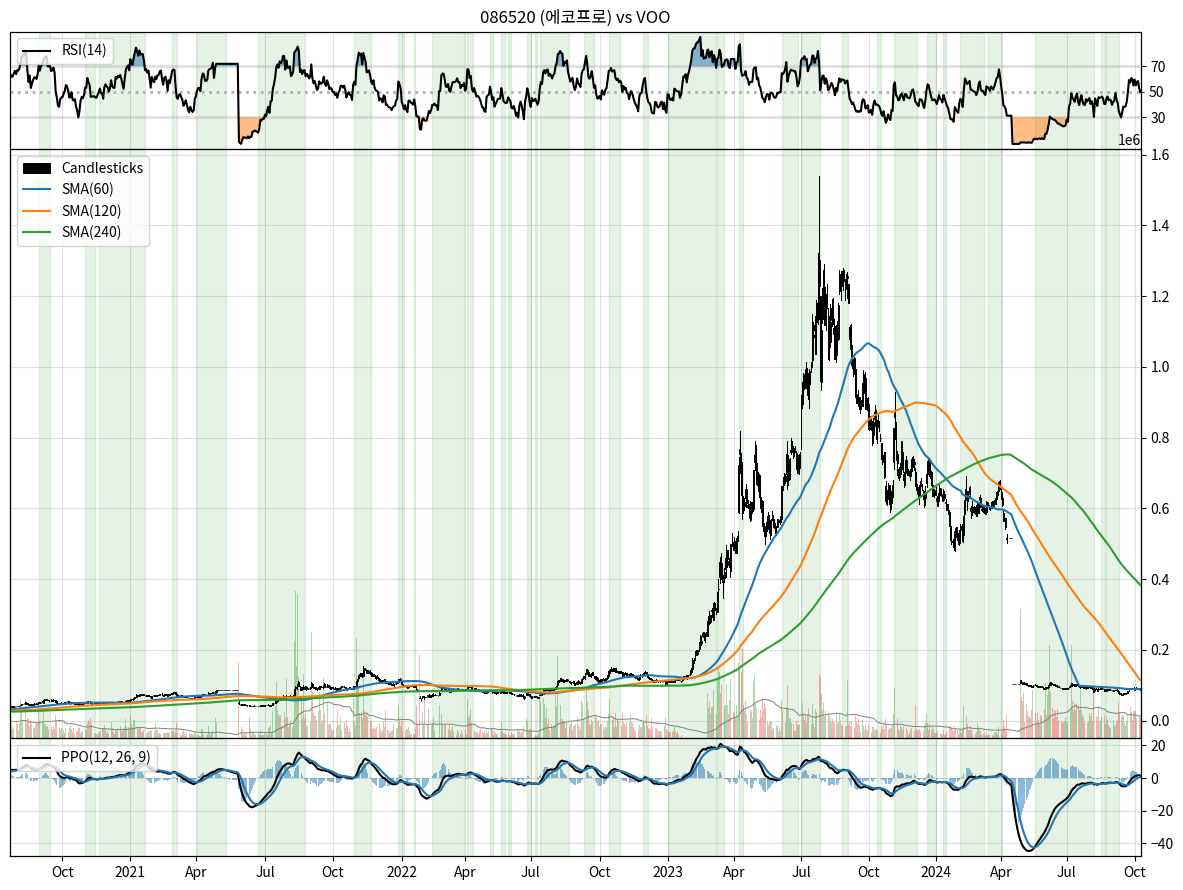 086520 (에코프로) vs VOO
RSI(14)
70
50
30
1e6
Candlesticks
SMA(60)
SMA(120)
SMA(240)
1.6
1.4
1.2
1.0
0.8
0.6
0.4
0.2
0.0
PPO(12, 26, 9)
20
0
−20
−40
Oct 2021 Apr Jul Oct 2022 Apr Jul Oct 2023 Apr Jul Oct 2024 Apr Jul Oct